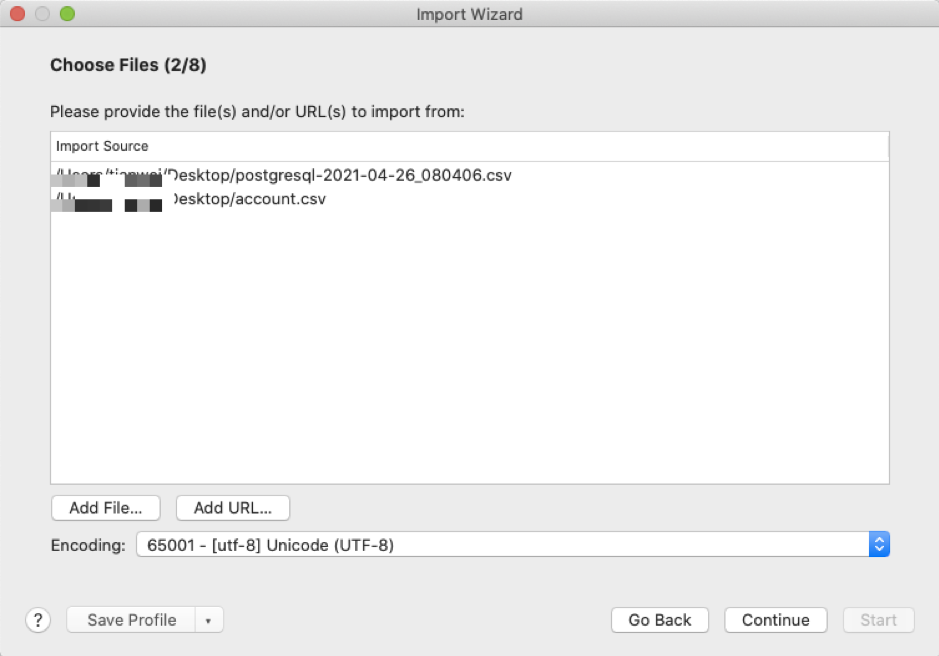 Import Wizard
Choose Files (2/8)
Please provide the file(s) and/or URL(s) to import from:
Import Source
Desktop/postgresql-2021-04-26_080406.csv
Desktop/account.csv
Add File...
Add URL...
Encoding: 65001 - [utf-8] Unicode (UTF-8)
? Save Profile Go Back Continue Start